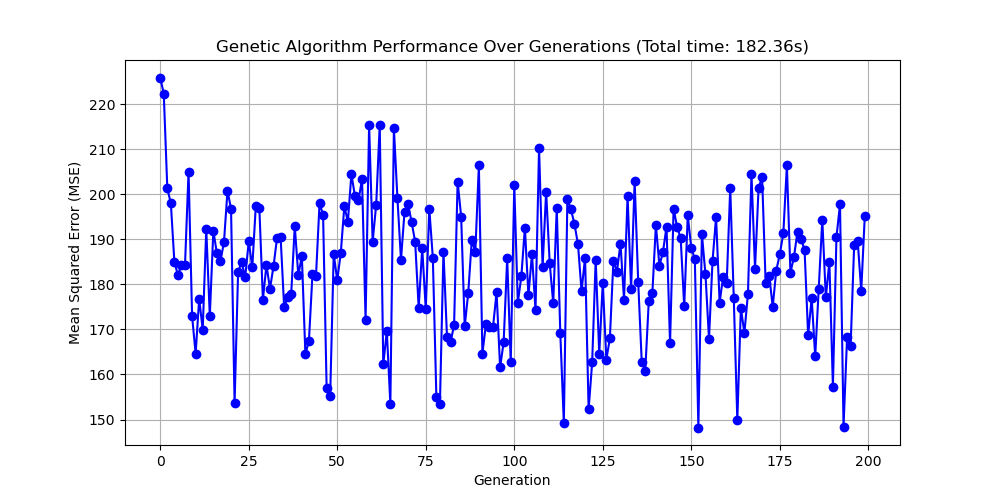 Genetic Algorithm Performance Over Generations (Total time: 182.36s)
Mean Squared Error (MSE)
220
210
200
190
180
170
160
150
0 25 50 75 100 125 150 175 200
Generation